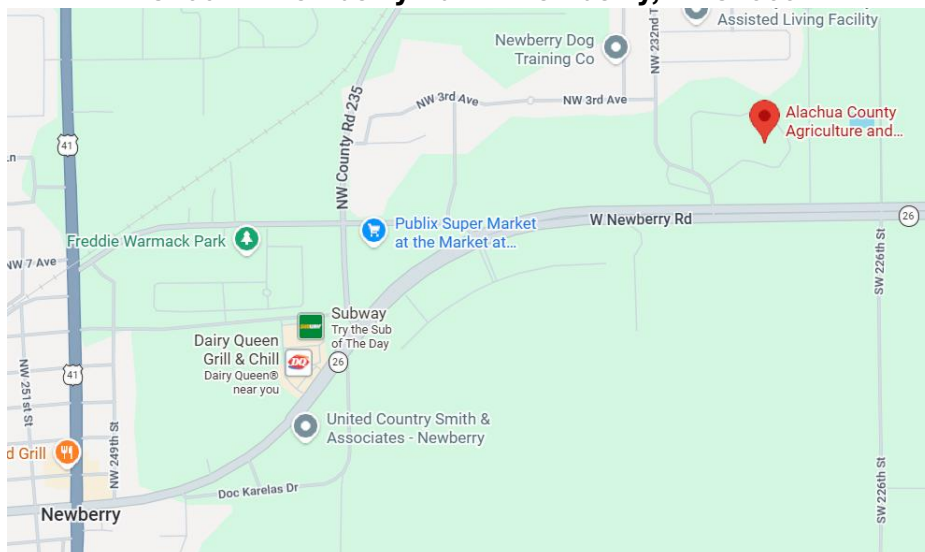 Assisted Living Facility
Newberry Dog
Training Co
NW 232nd T
NW 3rd Ave
NW 3rd Ave
NW County Rd 235
Alachua County
Agriculture and...
41
Ln
W Newberry Rd
26
Publix Super Market
at the Market at...
Freddie Warmack Park
NW 7 Ave
SW 226th St
Subway
Try the Sub
of The Day
SUBWAY
Dairy Queen
Grill & Chill
Dairy Queen®
near you
DQ
26
41
NW 251st St
NW 249th St
United Country Smith &
Associates - Newberry
d Grill
Doc Karelas Dr
SW 226th St
Newberry